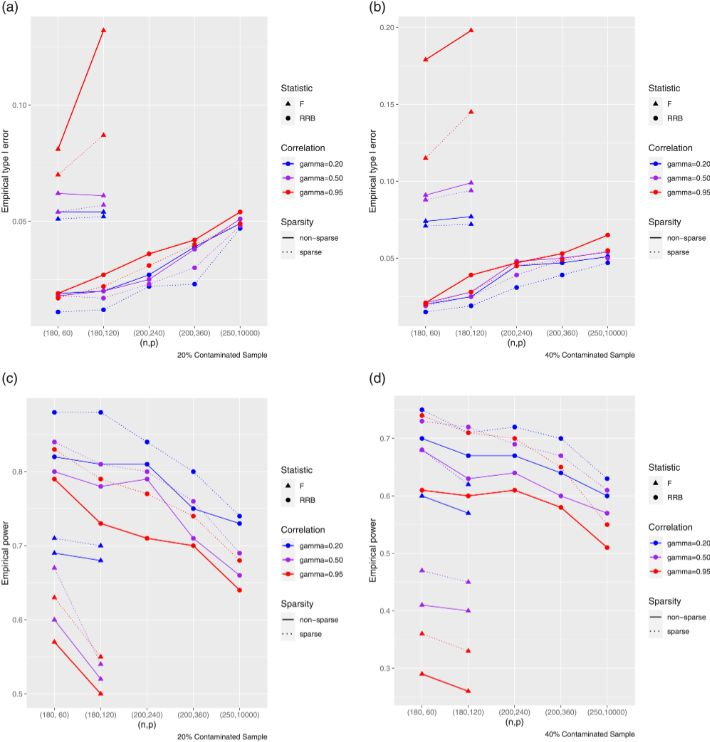 (a)
Empirical type I error
0.10
0.05
(180, 60)
(180,120)
(200,240)
(200,360)
(250,10000)
(n,p)
20% Contaminated Sample
Statistic
F
RRB
Correlation
gamma=0.20
gamma=0.50
gamma=0.95
Sparsity
non-sparse
sparse
(b)
Empirical type I error
0.20
0.15
0.10
0.05
(180, 60)
(180,120)
(200,240)
(200,360)
(250,10000)
(n,p)
40% Contaminated Sample
Statistic
F
RRB
Correlation
gamma=0.20
gamma=0.50
gamma=0.95
Sparsity
non-sparse
sparse
(c)
Empirical power
0.8
0.7
0.6
0.5
(180, 60)
(180,120)
(200,240)
(200,360)
(250,10000)
(n,p)
20% Contaminated Sample
Statistic
F
RRB
Correlation
gamma=0.20
gamma=0.50
gamma=0.95
Sparsity
non-sparse
sparse
(d)
Empirical power
0.7
0.6
0.5
0.4
0.3
(180, 60)
(180,120)
(200,240)
(200,360)
(250,10000)
(n,p)
40% Contaminated Sample
Statistic
F
RRB
Correlation
gamma=0.20
gamma=0.50
gamma=0.95
Sparsity
non-sparse
sparse